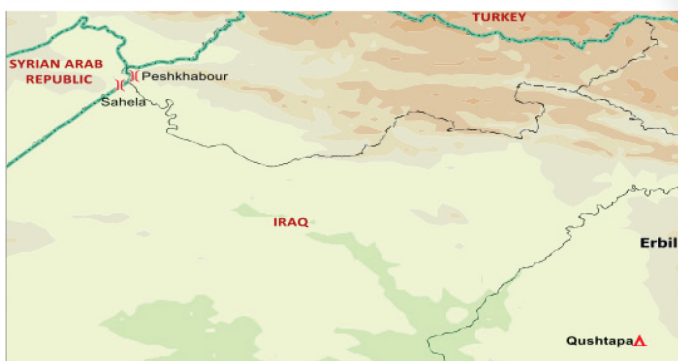 TURKEY
SYRIAN ARAB
REPUBLIC
Peshkhabour
Sahela
IRAQ
Erbil
Qushtapa